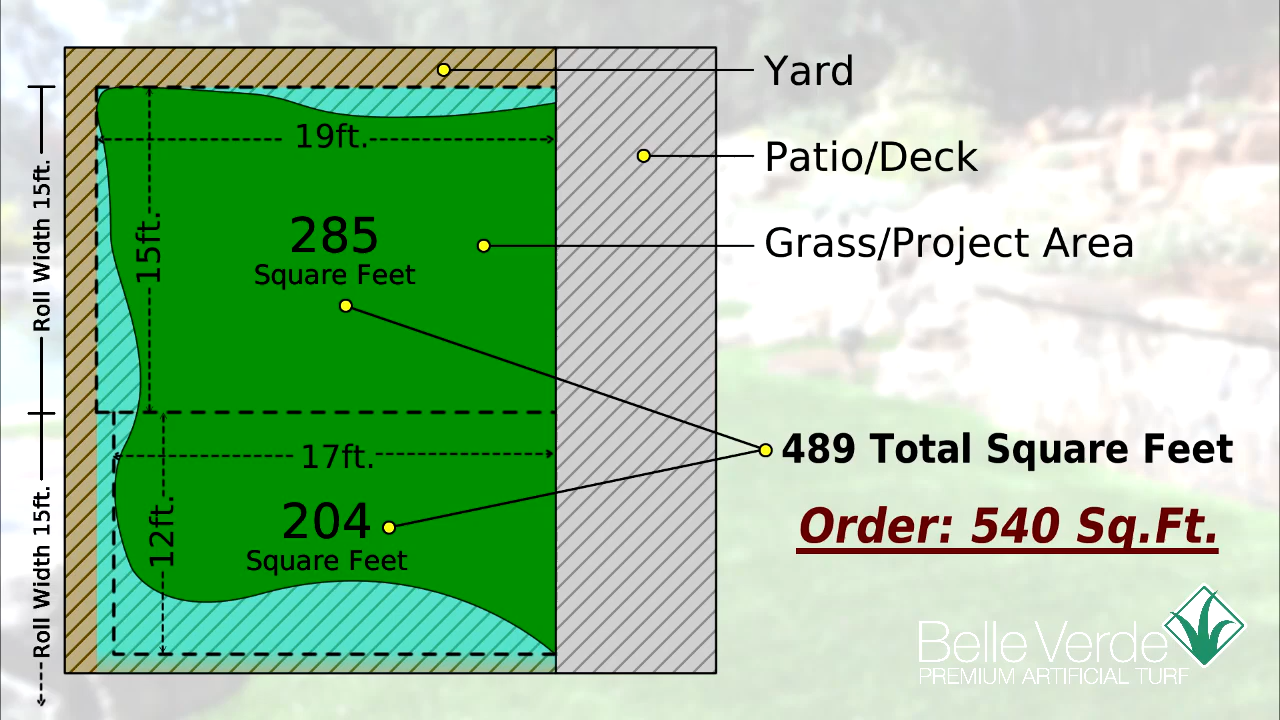 Yard
Patio/Deck
Grass/Project Area
Roll Width 15ft.
19ft.
15ft.
285
Square Feet
17ft.
12ft.
204
Square Feet
Roll Width 15ft.
489 Total Square Feet
Order: 540 Sq.Ft.
Belle Verde
PREMIUM ARTIFICIAL TURF